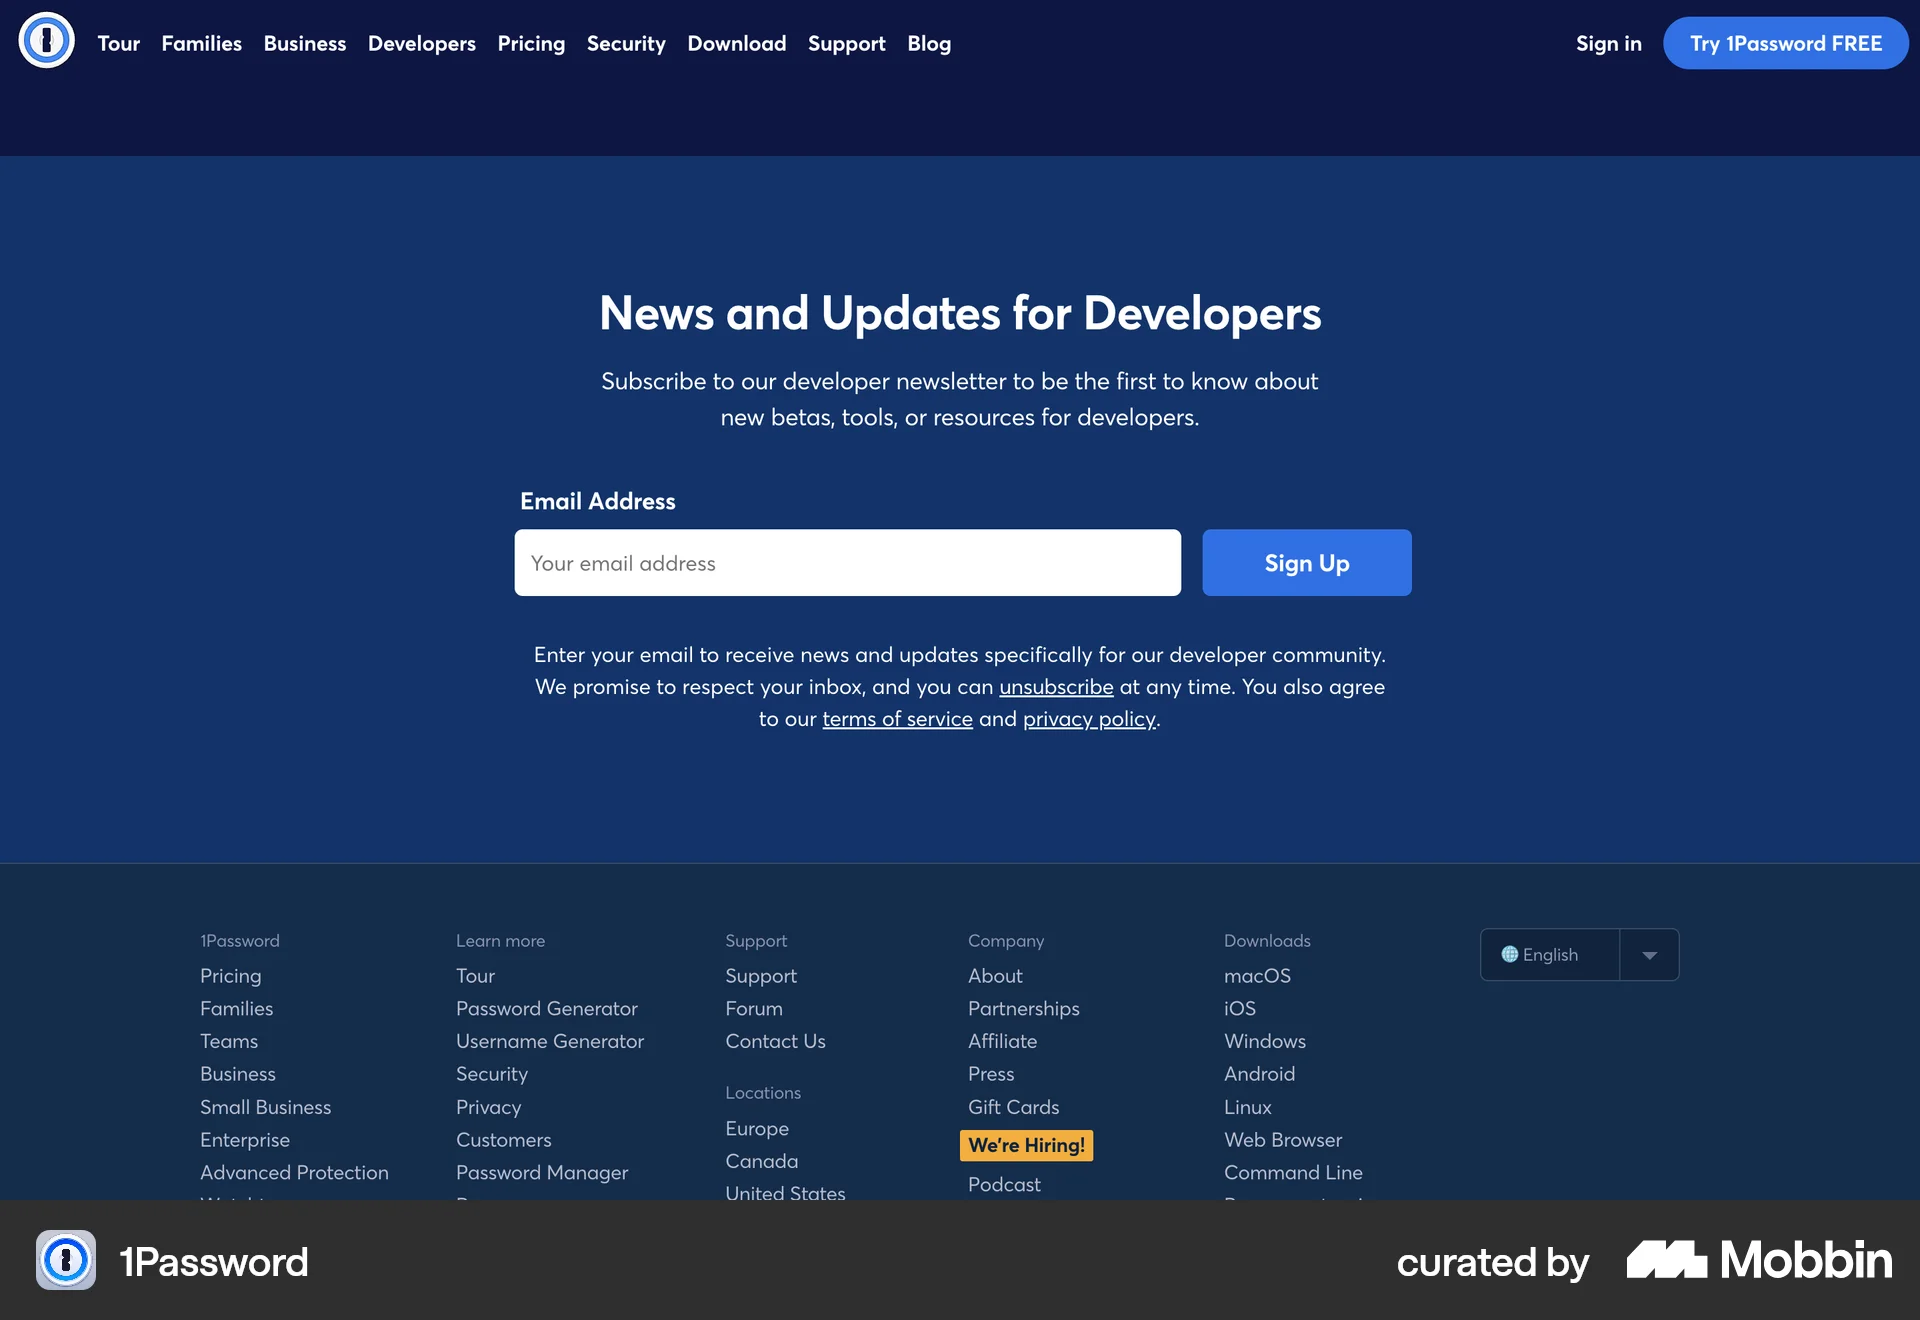 Tour Families Business Developers Pricing Security Download Support Blog Sign in Try 1Password FREE
News and Updates for Developers
Subscribe to our developer newsletter to be the first to know about
new betas, tools, or resources for developers.
Email Address
Your email address
Sign Up
Enter your email to receive news and updates specifically for our developer community.
We promise to respect your inbox, and you can unsubscribe at any time. You also agree
to our terms of service and privacy policy.
1Password
Pricing
Families
Teams
Business
Small Business
Enterprise
Advanced Protection
Learn more
Tour
Password Generator
Username Generator
Security
Privacy
Customers
Password Manager
Support
Support
Forum
Contact Us
Locations
Europe
Canada
United States
Company
About
Partnerships
Affiliate
Press
Gift Cards
We're Hiring!
Podcast
Downloads
macOS
iOS
Windows
Android
Linux
Web Browser
Command Line
English
1Password
curated by Mobbin